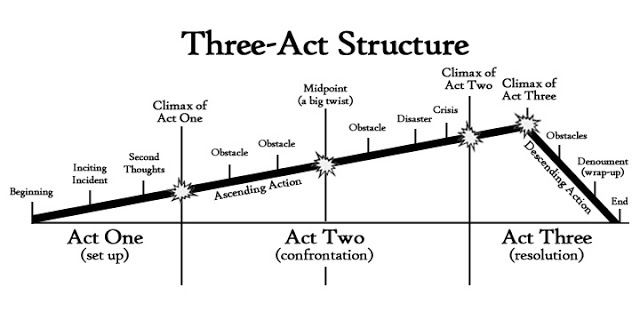 Three-Act Structure
Beginning
Inciting
Incident
Second
Thoughts
Climax of
Act One
Obstacle
Obstacle
Ascending Action
Midpoint
(a big twist)
Obstacle
Disaster
Crisis
Climax of
Act Two
Climax of
Act Three
Obstacles
Descending Action
Denoument
(wrap-up)
End
Act One
(set up)
Act Two
(confrontation)
Act Three
(resolution)